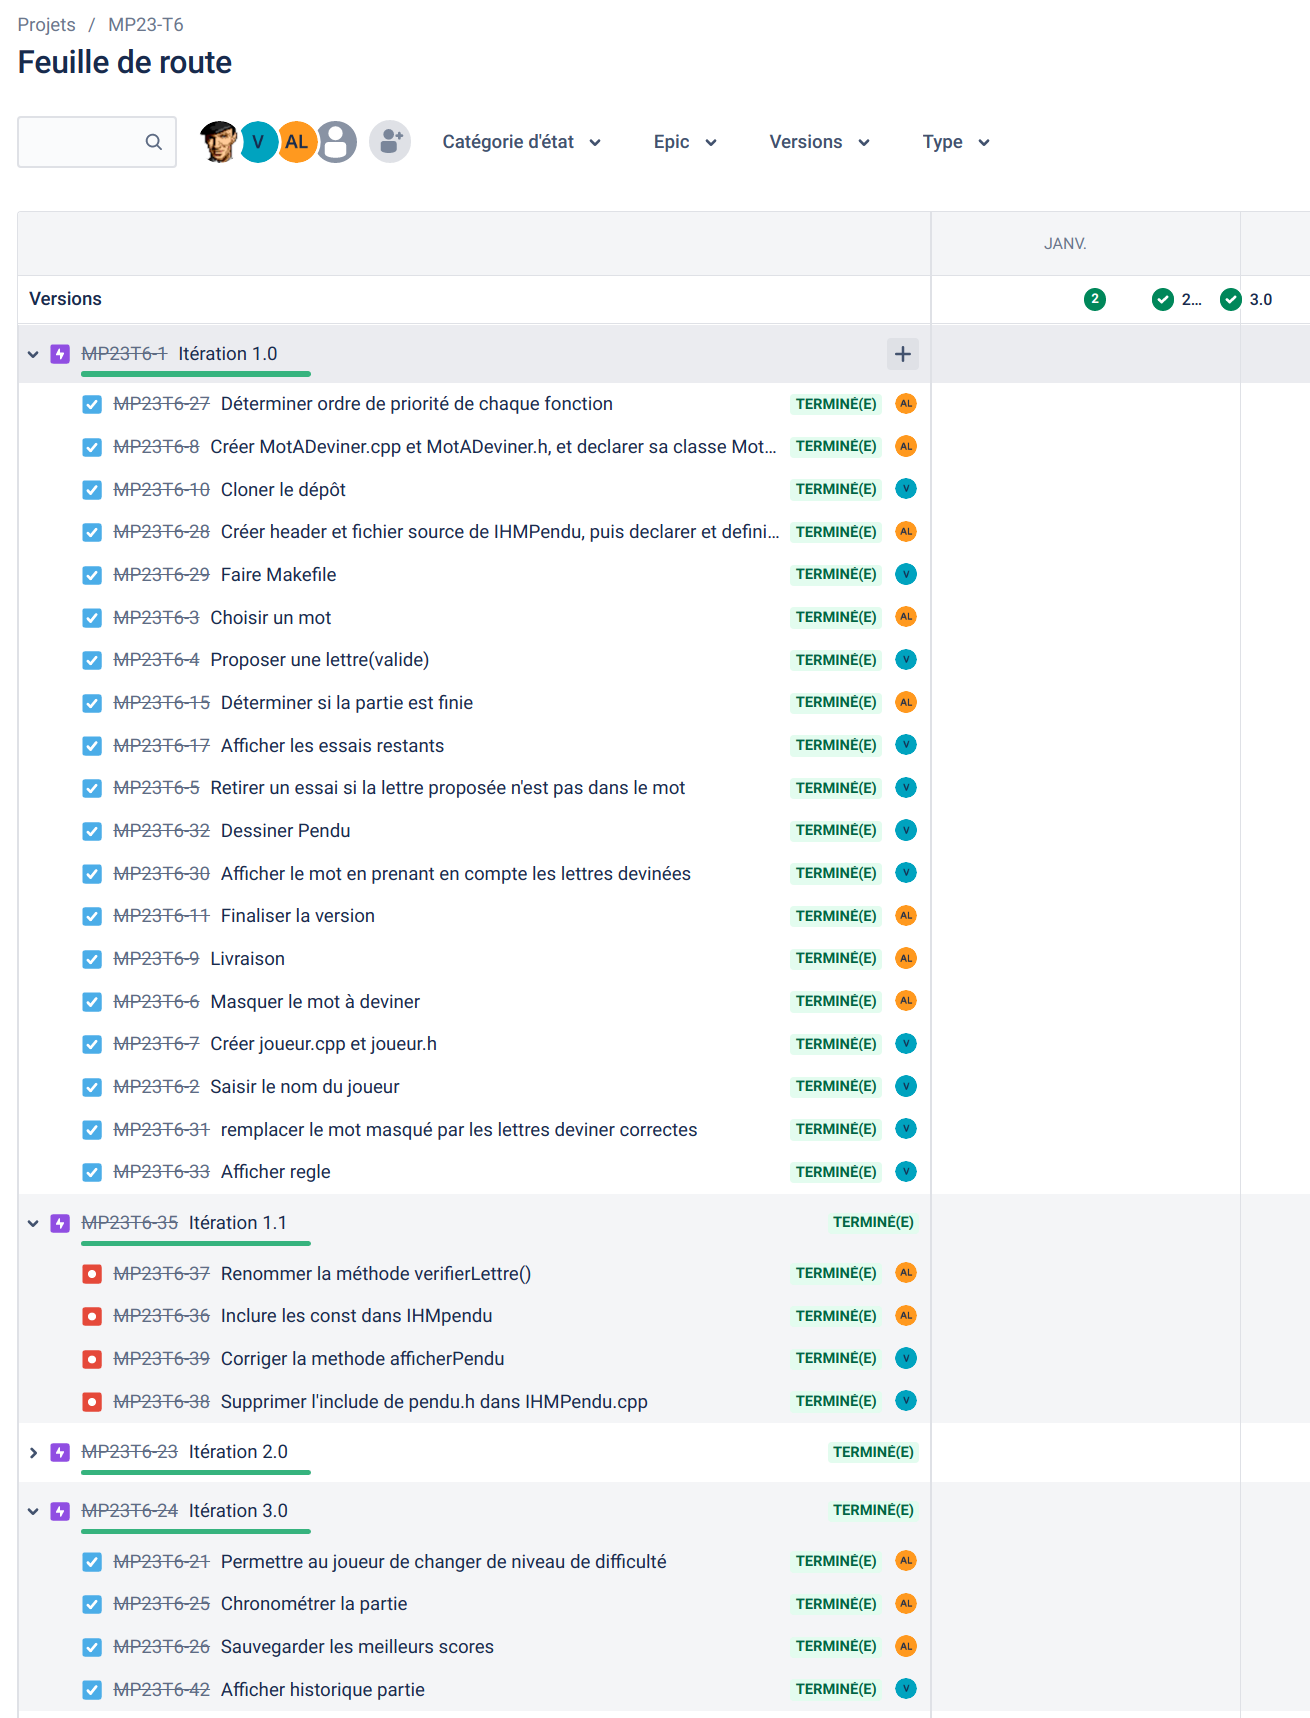 Projets / MP23-T6
Feuille de route
V AL Catégorie d'état Epic Versions Type
JANV.
Versions 2 2... 3.0
MP23T6-1 Itération 1.0
MP23T6-27 Déterminer ordre de priorité de chaque fonction TERMINÉ(E) AL
MP23T6-8 Créer MotADeviner.cpp et MotADeviner.h, et declarer sa classe Mot... TERMINÉ(E) AL
MP23T6-10 Cloner le dépôt TERMINÉ(E) V
MP23T6-28 Créer header et fichier source de IHMPendu, puis declarer et defini... TERMINÉ(E) AL
MP23T6-29 Faire Makefile TERMINÉ(E) V
MP23T6-3 Choisir un mot TERMINÉ(E) AL
MP23T6-4 Proposer une lettre(valide) TERMINÉ(E) V
MP23T6-15 Déterminer si la partie est finie TERMINÉ(E) AL
MP23T6-17 Afficher les essais restants TERMINÉ(E) V
MP23T6-5 Retirer un essai si la lettre proposée n'est pas dans le mot TERMINÉ(E) V
MP23T6-32 Dessiner Pendu TERMINÉ(E) V
MP23T6-30 Afficher le mot en prenant en compte les lettres devinées TERMINÉ(E) V
MP23T6-11 Finaliser la version TERMINÉ(E) AL
MP23T6-9 Livraison TERMINÉ(E) AL
MP23T6-6 Masquer le mot à deviner TERMINÉ(E) AL
MP23T6-7 Créer joueur.cpp et joueur.h TERMINÉ(E) V
MP23T6-2 Saisir le nom du joueur TERMINÉ(E) V
MP23T6-31 remplacer le mot masqué par les lettres deviner correctes TERMINÉ(E) V
MP23T6-33 Afficher regle TERMINÉ(E) V
MP23T6-35 Itération 1.1 TERMINÉ(E)
MP23T6-37 Renommer la méthode verifierLettre() TERMINÉ(E) AL
MP23T6-36 Inclure les const dans IHMpendu TERMINÉ(E) AL
MP23T6-39 Corriger la methode afficherPendu TERMINÉ(E) V
MP23T6-38 Supprimer l'include de pendu.h dans IHMPendu.cpp TERMINÉ(E) V
MP23T6-23 Itération 2.0 TERMINÉ(E)
MP23T6-24 Itération 3.0 TERMINÉ(E)
MP23T6-21 Permettre au joueur de changer de niveau de difficulté TERMINÉ(E) AL
MP23T6-25 Chronométrer la partie TERMINÉ(E) AL
MP23T6-26 Sauvegarder les meilleurs scores TERMINÉ(E) AL
MP23T6-42 Afficher historique partie TERMINÉ(E) V